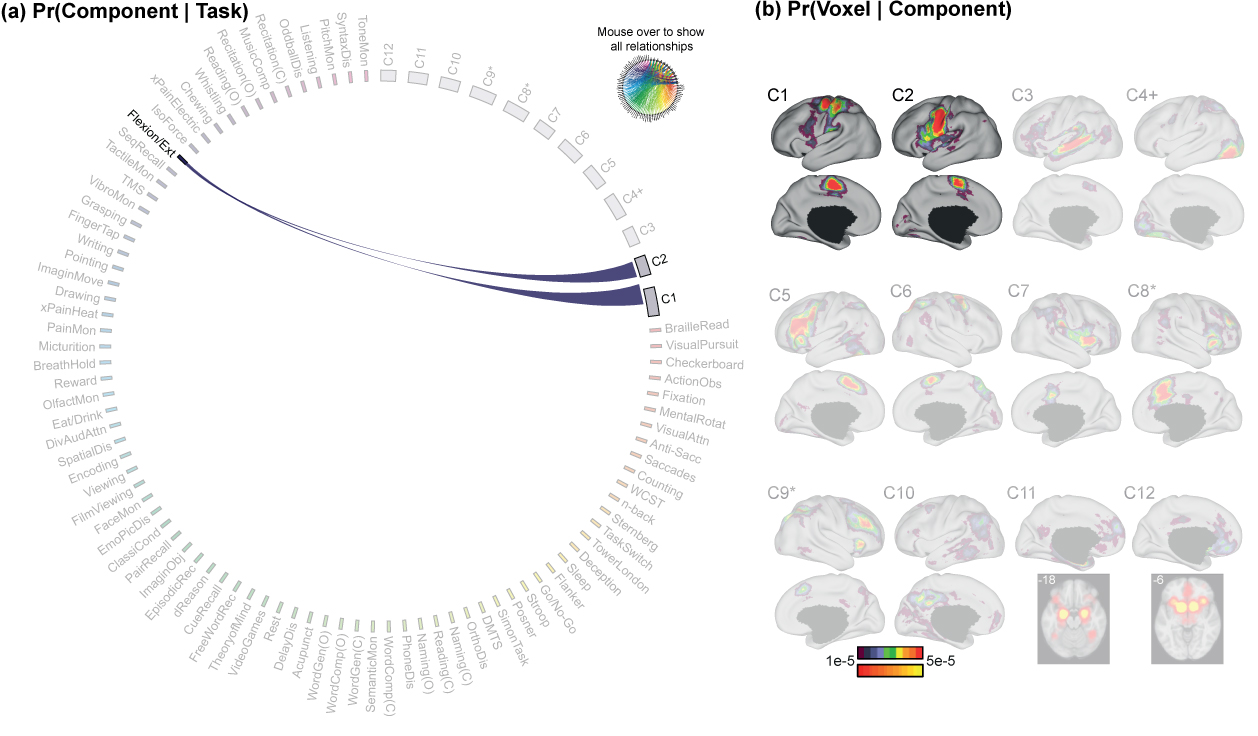 (a) Pr(Component | Task)
(b) Pr(Voxel | Component)
Mouse over to show
all relationships
ToneMon
SyntaxDis
PitchMon
Listening
OddballDis
Recitation(C)
MusicComp
Recitation(O)
Reading(O)
Whistling
Chewing
xPainElectric
IsoForce
Flexion/Ext
SeqRecall
TactileMon
TMS
VibroMon
Grasping
FingerTap
Writing
Pointing
ImaginMove
Drawing
xPainHeat
PainMon
Micturition
BreathHold
Reward
OlfactMon
Eat/Drink
DivAudAttn
SpatialDis
Encoding
Viewing
FilmViewing
FaceMon
EmoPicDis
ClassiCond
PairRecall
ImaginObj
EpisodicRec
dReason
CueRecall
FreeWordRec
TheoryofMind
VideoGames
Rest
DelayDis
Acupunct
WordGen(O)
WordComp(O)
WordGen(C)
SemanticMon
WordComp(C)
PhoneDis
Naming(O)
Reading(C)
Naming(C)
OrthoDis
DMTS
SimonTask
Posner
Stroop
Go/No-Go
Flanker
Sleep
Deception
TowerLondon
TaskSwitch
Sternberg
n-back
WCST
Counting
Saccades
Anti-Sacc
VisualAttn
MentalRotat
Fixation
ActionObs
Checkerboard
VisualPursuit
BrailleRead
C1
C2
C3
C4+
C5
C6
C7
C8*
C9*
C10
C11
C12
C1
C2
C3
C4+
C5
C6
C7
C8*
C9*
C10
C11
C12
-18
-6
1e-5
5e-5